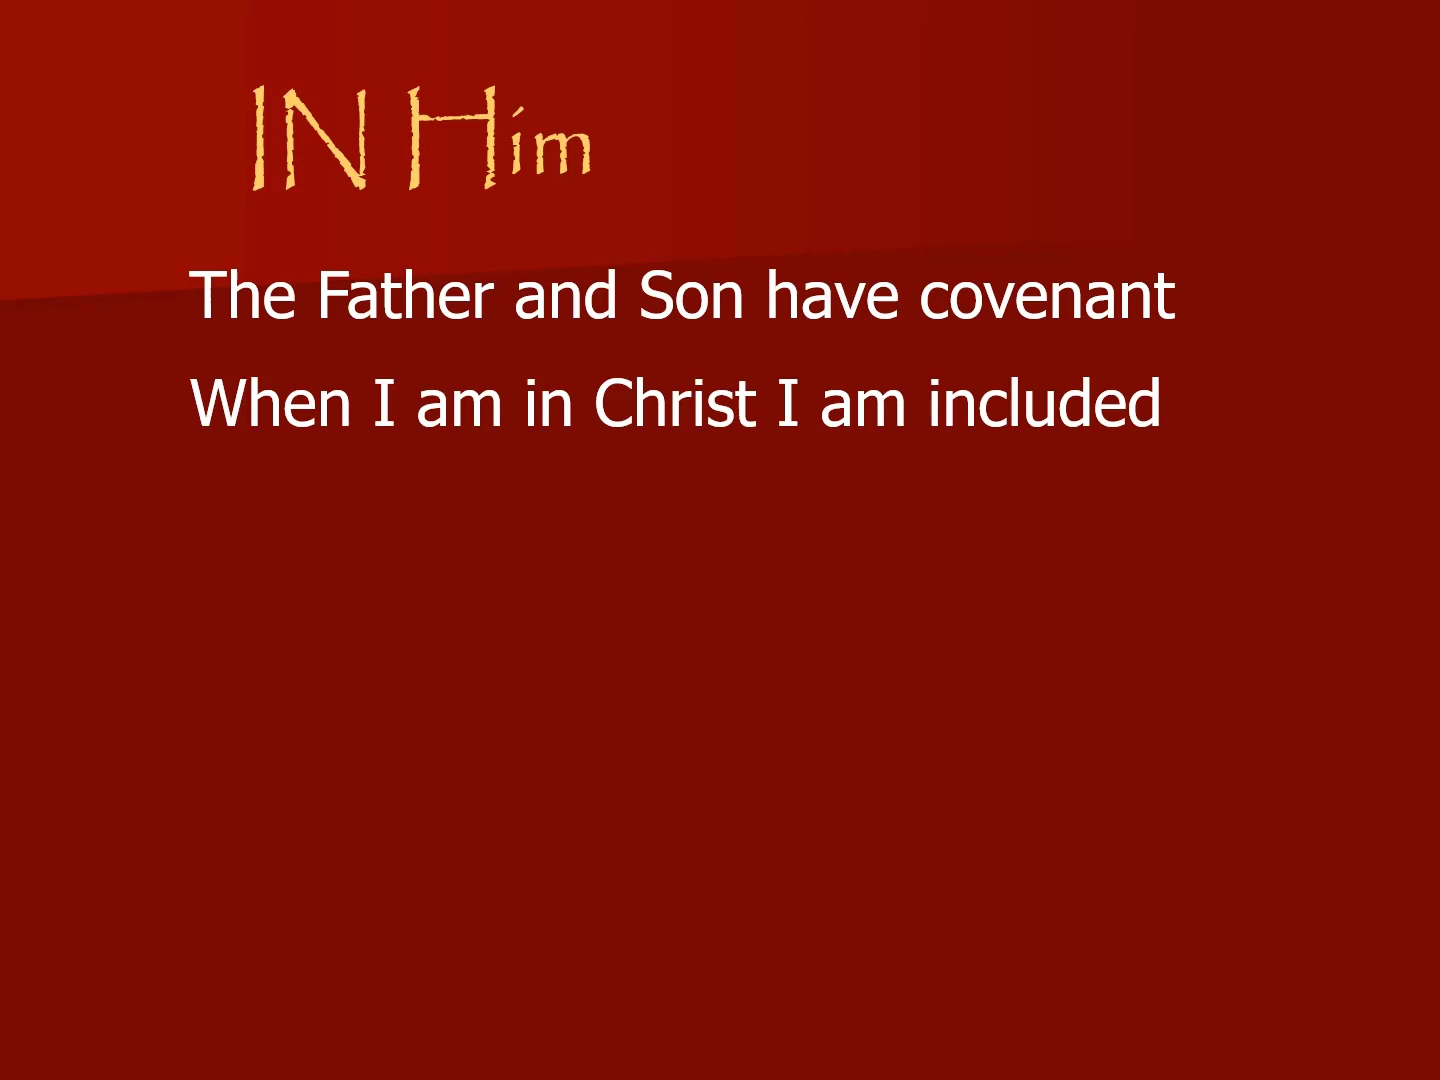 IN Him
The Father and Son have covenant
When I am in Christ I am included